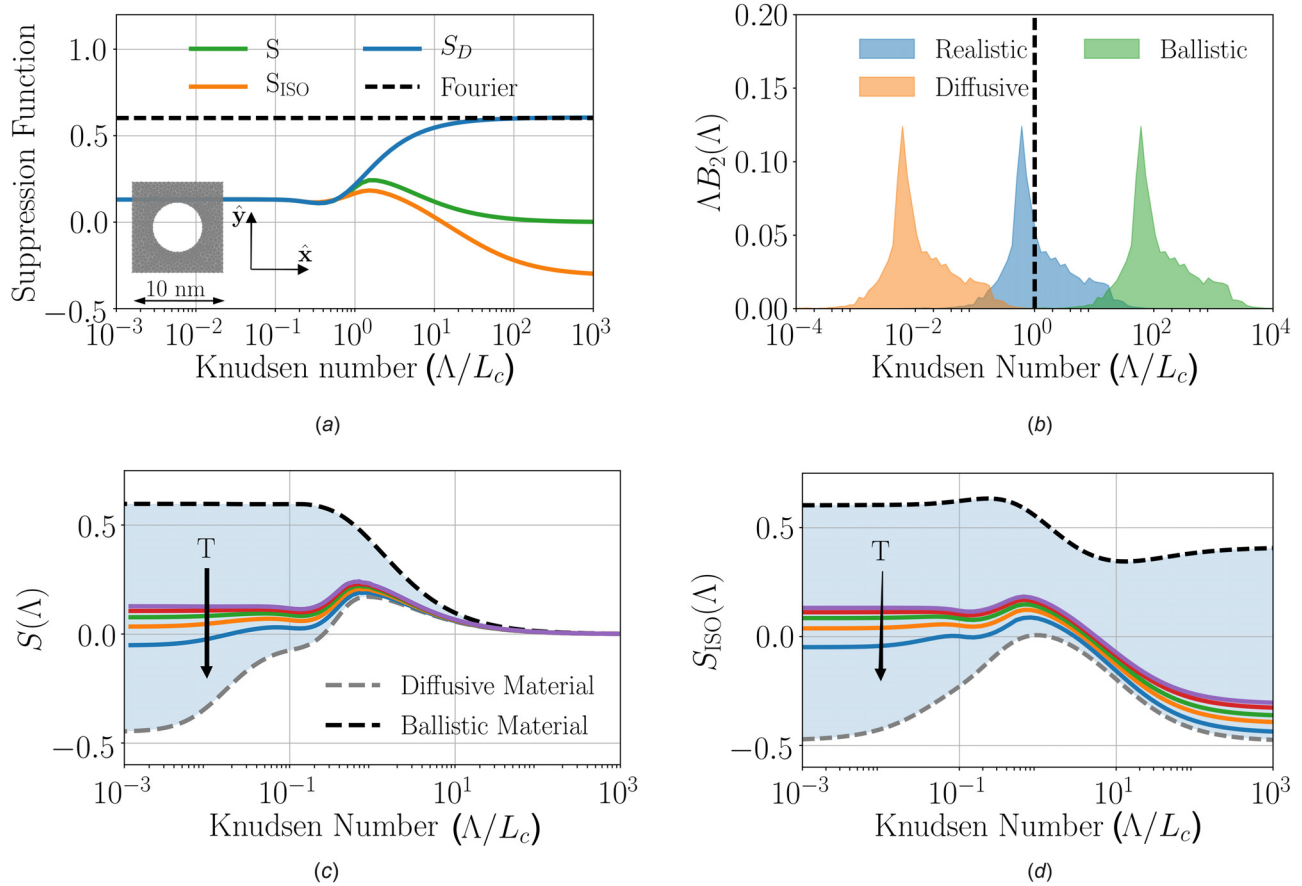 S
S_D
S_ISO
Fourier
Suppression Function
1.0
0.5
0.0
−0.5
10 nm
ŷ
x̂
10^−3
10^−2
10^−1
10^0
10^1
10^2
10^3
Knudsen number (Λ/L_c)
(a)
Realistic
Ballistic
Diffusive
ΛB_2(Λ)
0.20
0.15
0.10
0.05
0.00
10^−4
10^−2
10^0
10^2
10^4
Knudsen Number (Λ/L_c)
(b)
S(Λ)
0.5
0.0
−0.5
T
Diffusive Material
Ballistic Material
10^−3
10^−1
10^1
10^3
Knudsen Number (Λ/L_c)
(c)
S_ISO(Λ)
0.5
0.0
−0.5
T
10^−3
10^−1
10^1
10^3
Knudsen Number (Λ/L_c)
(d)